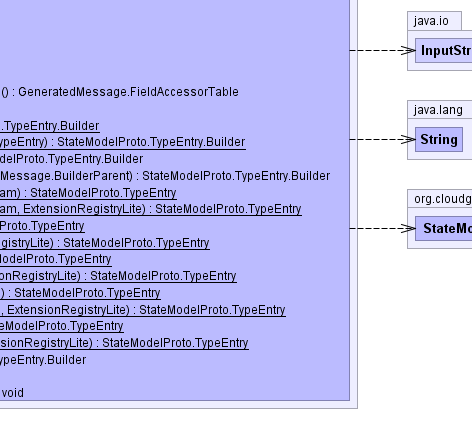 java.io
InputStr
() : GeneratedMessage.FieldAccessorTable
java.lang
.TypeEntry.Builder
String
ypeEntry) : StateModelProto.TypeEntry.Builder
delProto.TypeEntry.Builder
Message.BuilderParent) : StateModelProto.TypeEntry.Builder
am) : StateModelProto.TypeEntry
org.cloudg
am, ExtensionRegistryLite) : StateModelProto.TypeEntry
Proto.TypeEntry
StateMo
gistryLite) : StateModelProto.TypeEntry
ModelProto.TypeEntry
onRegistryLite) : StateModelProto.TypeEntry
) : StateModelProto.TypeEntry
, ExtensionRegistryLite) : StateModelProto.TypeEntry
eModelProto.TypeEntry
sionRegistryLite) : StateModelProto.TypeEntry
ypeEntry.Builder
void